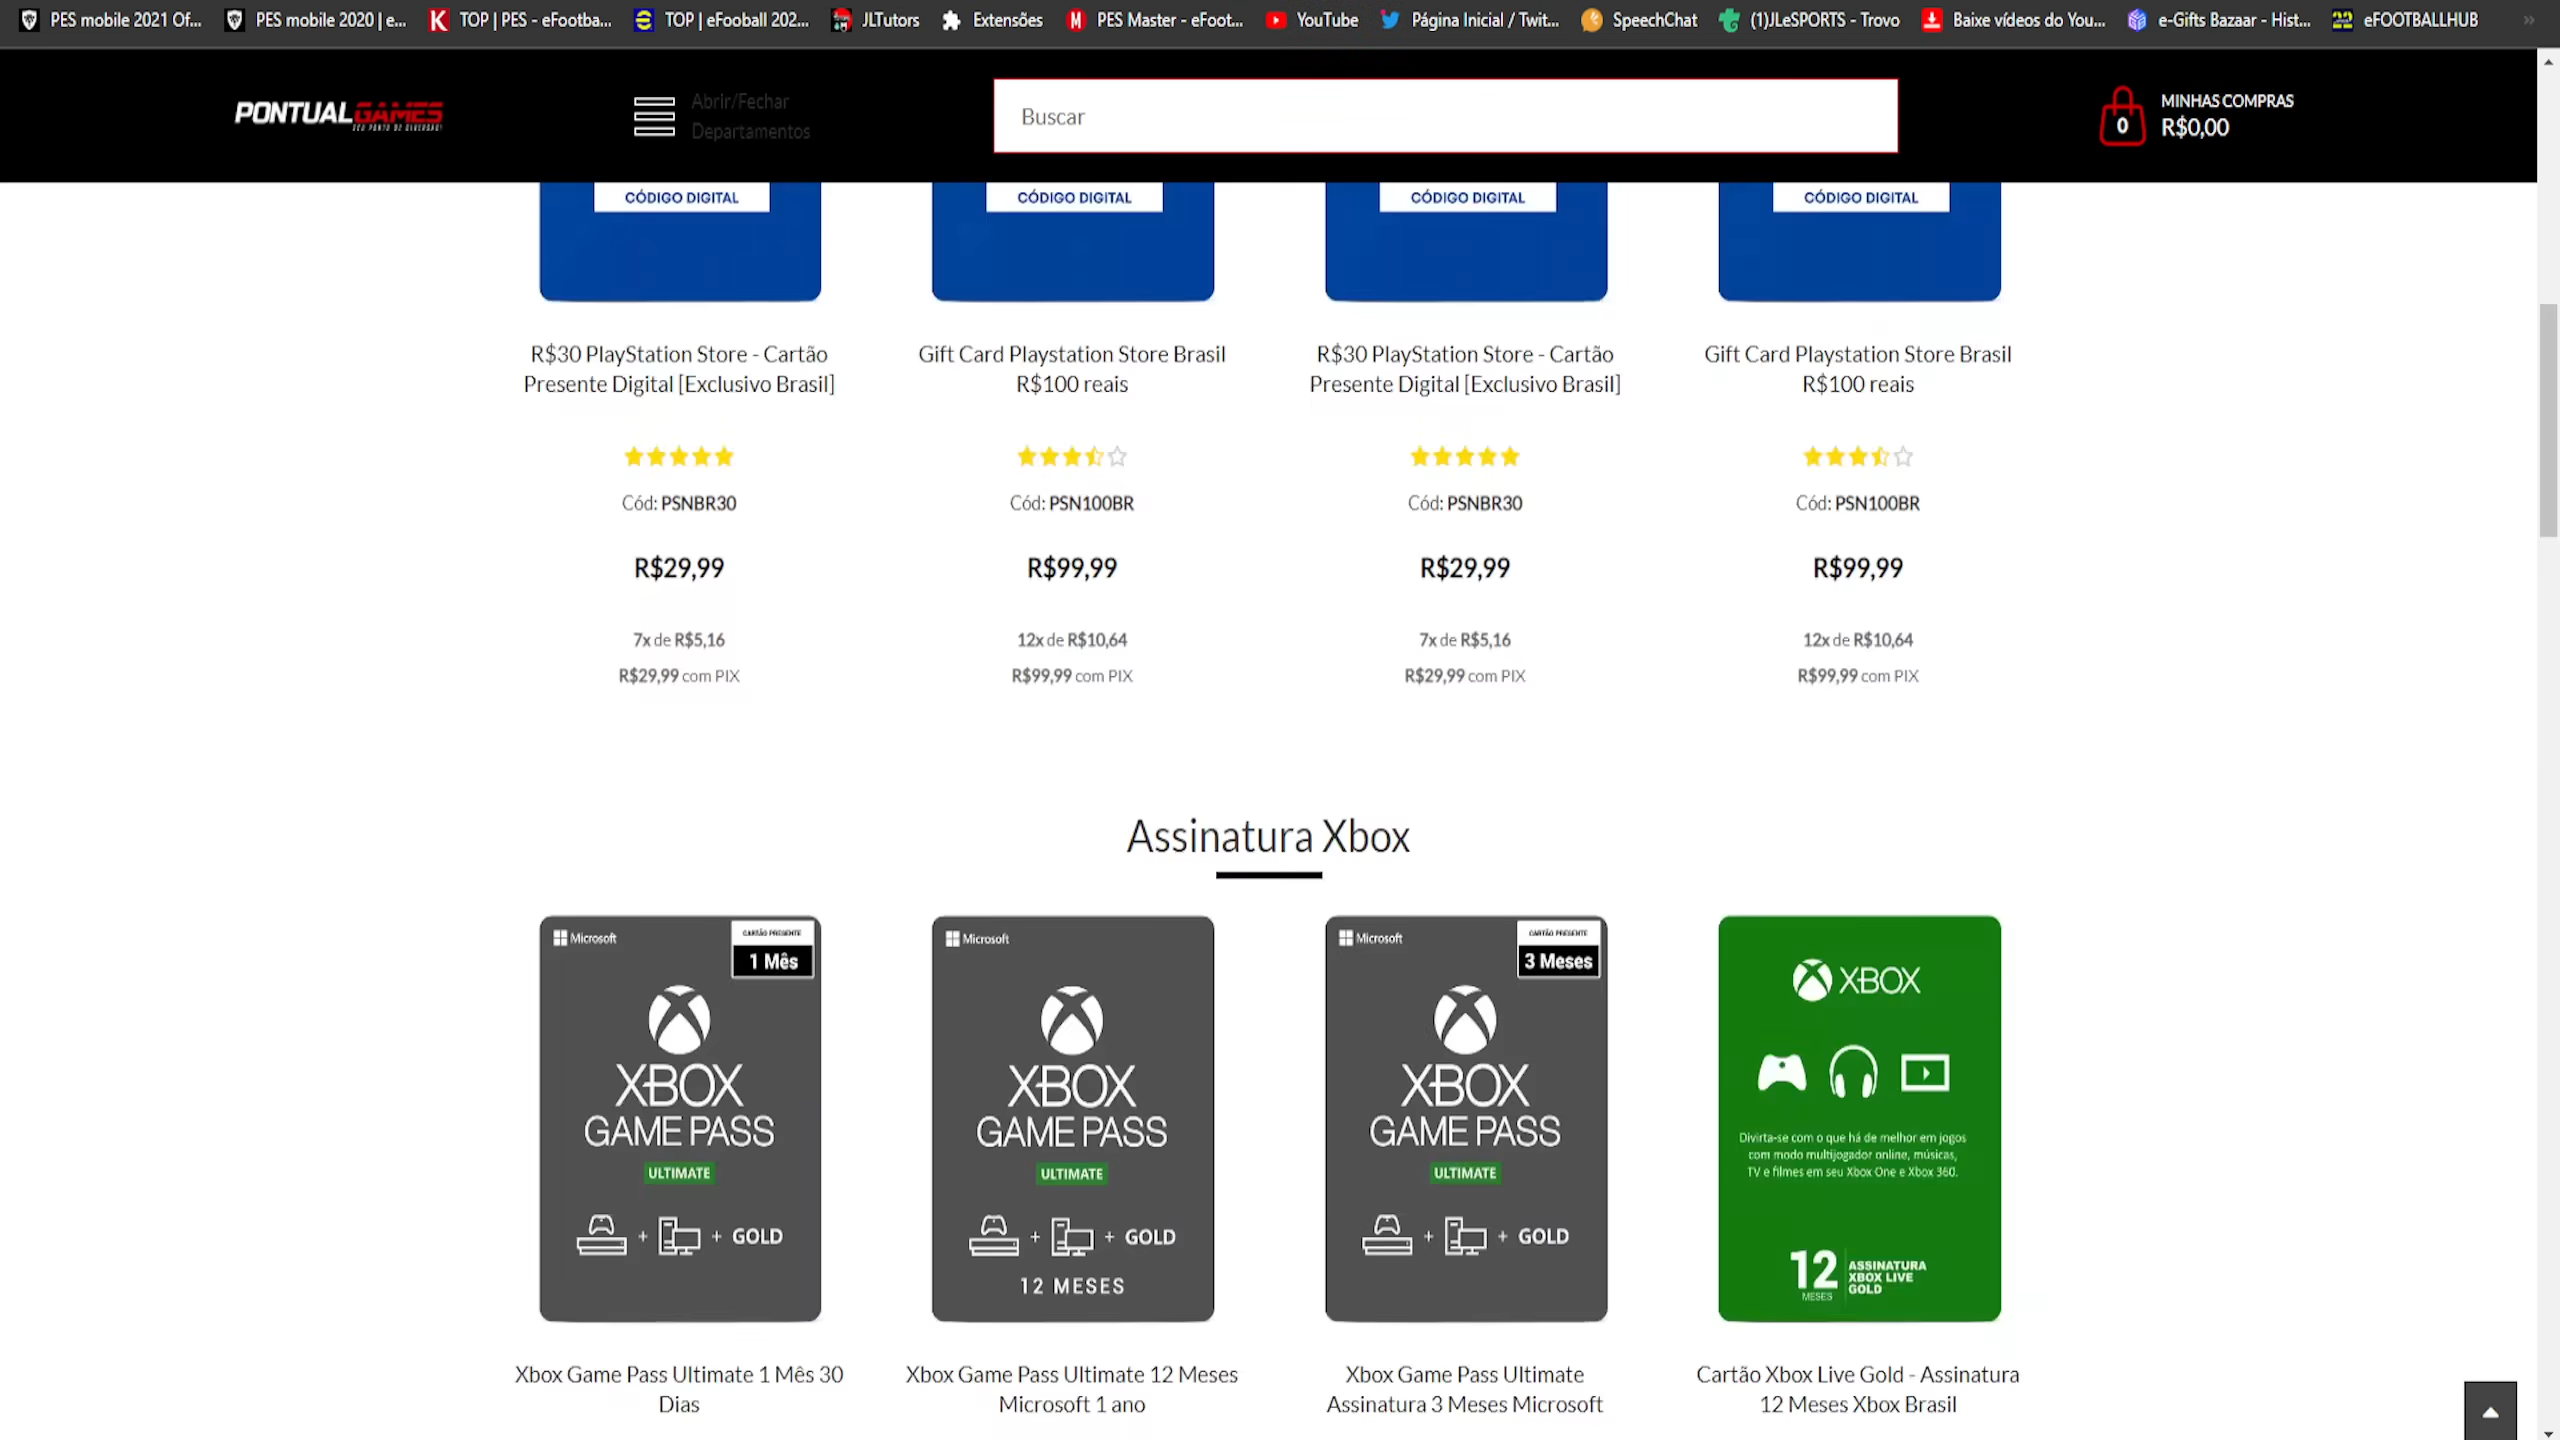 PES mobile 2021 Of...
PES mobile 2020 | e...
TOP | PES - eFootba...
TOP | eFooball 202...
JLTutors
Extensões
PES Master - eFoot...
YouTube
Página Inicial / Twit...
SpeechChat
(1)JLeSPORTS - Trovo
Baixe vídeos do You...
e-Gifts Bazaar - Hist...
eFOOTBALLHUB
PONTUALGAMES
SEU PONTO DE DIVERSÃO!
Abrir/Fechar
Departamentos
Buscar
0
MINHAS COMPRAS
R$0,00
CÓDIGO DIGITAL
CÓDIGO DIGITAL
CÓDIGO DIGITAL
CÓDIGO DIGITAL
R$30 PlayStation Store - Cartão
Presente Digital [Exclusivo Brasil]
Gift Card Playstation Store Brasil
R$100 reais
R$30 PlayStation Store - Cartão
Presente Digital [Exclusivo Brasil]
Gift Card Playstation Store Brasil
R$100 reais
Cód: PSNBR30
Cód: PSN100BR
Cód: PSNBR30
Cód: PSN100BR
R$29,99
R$99,99
R$29,99
R$99,99
7x de R$5,16
12x de R$10,64
7x de R$5,16
12x de R$10,64
R$29,99 com PIX
R$99,99 com PIX
R$29,99 com PIX
R$99,99 com PIX
Assinatura Xbox
Microsoft
CARTÃO PRESENTE
1 Mês
XBOX
GAME PASS
ULTIMATE
+ + GOLD
Microsoft
XBOX
GAME PASS
ULTIMATE
+ + GOLD
12 MESES
Microsoft
CARTÃO PRESENTE
3 Meses
XBOX
GAME PASS
ULTIMATE
+ + GOLD
XBOX
Divirta-se com o que há de melhor em jogos
com modo multijogador online, músicas,
TV e filmes em seu Xbox One e Xbox 360.
12
MESES
ASSINATURA
XBOX LIVE
GOLD
Xbox Game Pass Ultimate 1 Mês 30
Dias
Xbox Game Pass Ultimate 12 Meses
Microsoft 1 ano
Xbox Game Pass Ultimate
Assinatura 3 Meses Microsoft
Cartão Xbox Live Gold - Assinatura
12 Meses Xbox Brasil